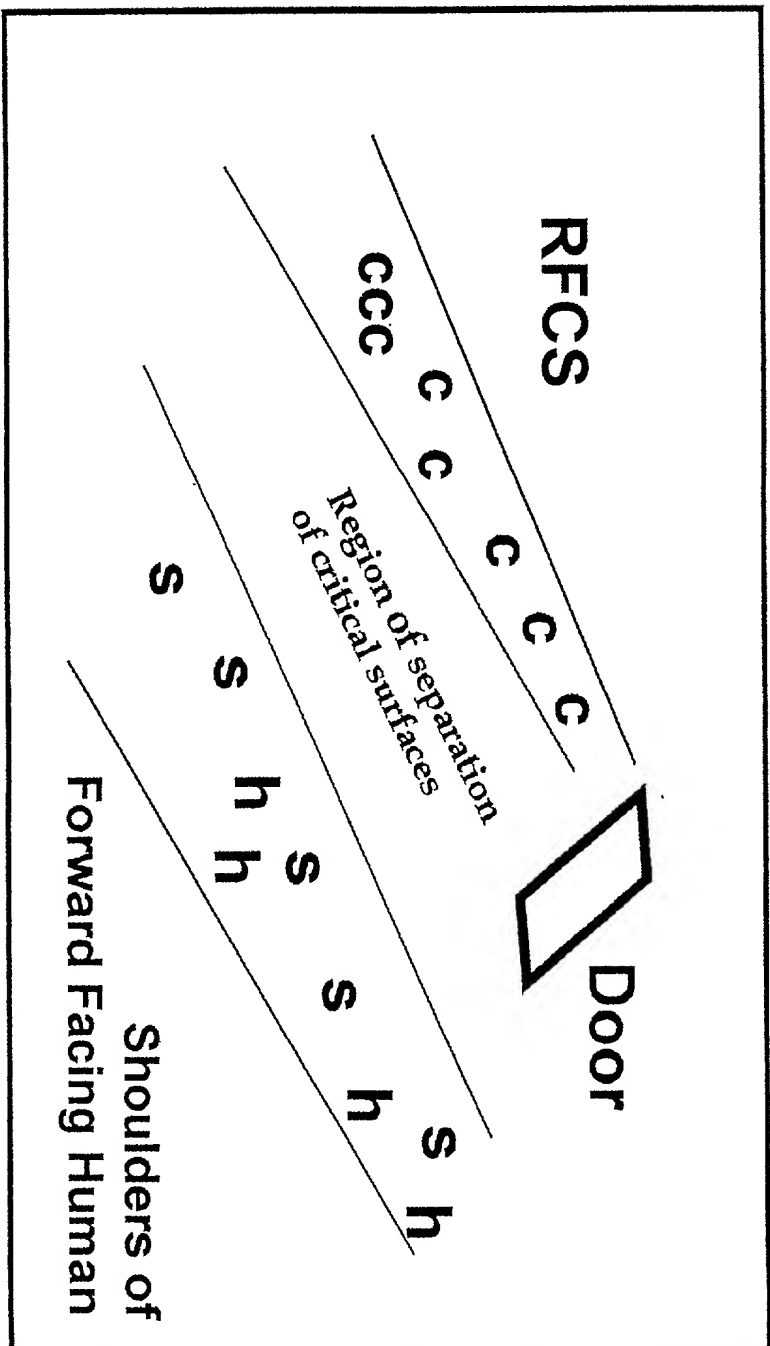 RFCS
Door
c
c
c
c c
ccc
Region of separation
of critical surfaces
s
h
h
s
s
h
h
s
s
Shoulders of
Forward Facing Human